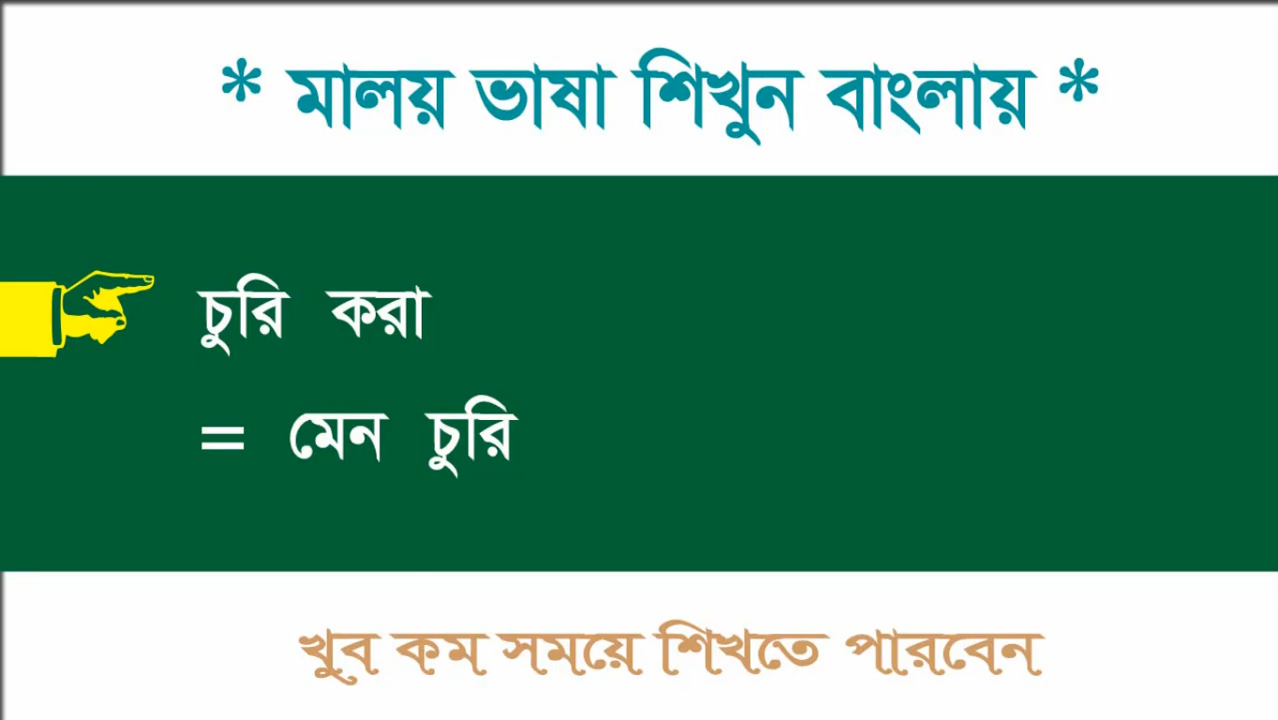 * মালয় ভাষা শিখুন বাংলায় *
চুরি করা
= মেন চুরি
খুব কম সময়ে শিখতে পারবেন